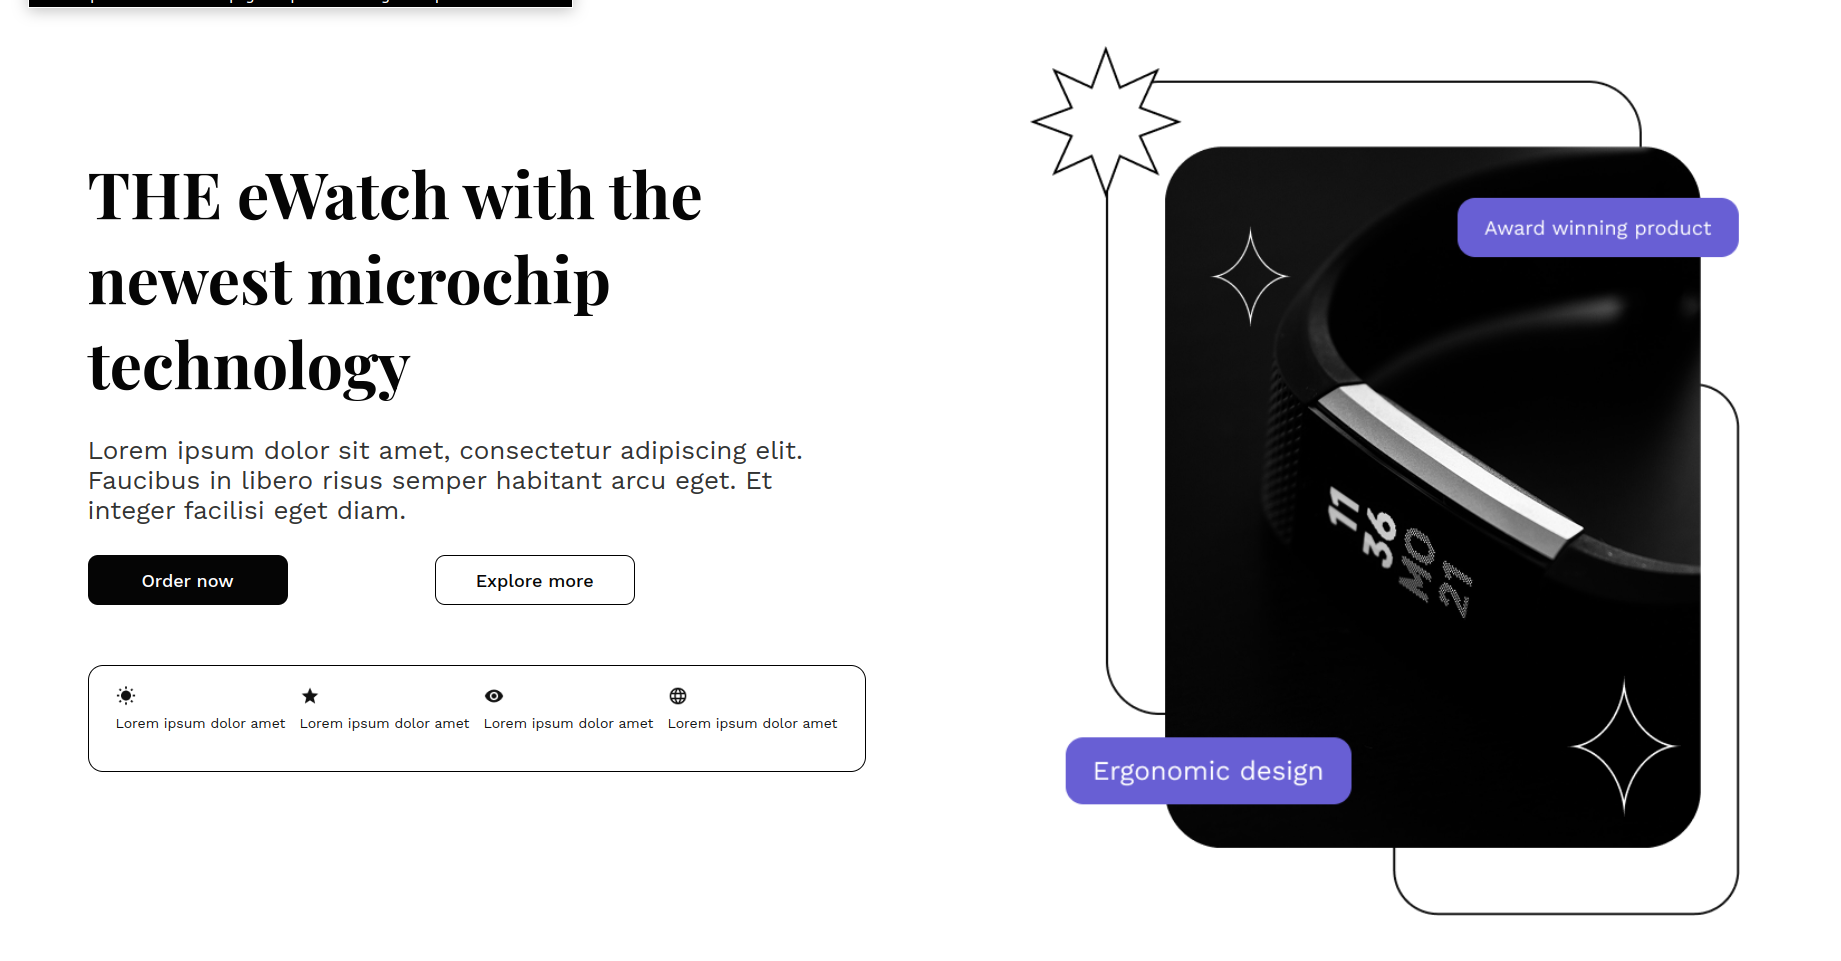 THE eWatch with the
newest microchip
technology
Lorem ipsum dolor sit amet, consectetur adipiscing elit.
Faucibus in libero risus semper habitant arcu eget. Et
integer facilisi eget diam.
Order now
Explore more
Lorem ipsum dolor amet
Lorem ipsum dolor amet
Lorem ipsum dolor amet
Lorem ipsum dolor amet
Award winning product
11
36
MO
21
Ergonomic design